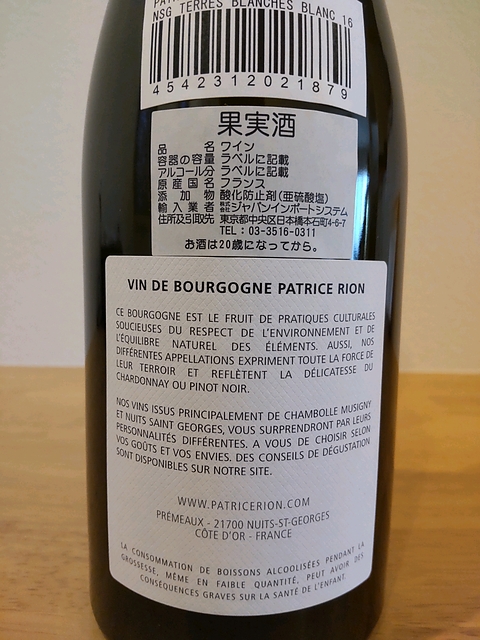 NSG TERRES BLANCHES BLANC 16
4542312021879
果実酒
品名 ワイン
容器の容量 ラベルに記載
アルコール分 ラベルに記載
原産国名 フランス
添加物 酸化防止剤(亜硫酸塩)
輸入業者 株式会社ジャパンインポートシステム
住所及引取先 東京都中央区日本橋本石町4-6-7
TEL:03-3516-0311
お酒は20歳になってから。
VIN DE BOURGOGNE PATRICE RION
CE BOURGOGNE EST LE FRUIT DE PRATIQUES CULTURALES
SOUCIEUSES DU RESPECT DE L'ENVIRONNEMENT ET DE
L'ÉQUILIBRE NATUREL DES ÉLÉMENTS. AUSSI, NOS
DIFFÉRENTES APPELLATIONS EXPRIMENT TOUTE LA FORCE DE
LEUR TERROIR ET REFLÈTENT LA DÉLICATESSE DU
CHARDONNAY OU PINOT NOIR.
NOS VINS ISSUS PRINCIPALEMENT DE CHAMBOLLE MUSIGNY
ET NUITS SAINT GEORGES, VOUS SURPRENDRONT PAR LEURS
PERSONNALITÉS DIFFÉRENTES. A VOUS DE CHOISIR SELON
VOS GOÛTS ET VOS ENVIES. DES CONSEILS DE DÉGUSTATION
SONT DISPONIBLES SUR NOTRE SITE.
WWW.PATRICERION.COM
PRÉMEAUX - 21700 NUITS-ST-GEORGES
CÔTE D'OR - FRANCE
LA CONSOMMATION DE BOISSONS ALCOOLISÉES PENDANT LA
GROSSESSE, MÊME EN FAIBLE QUANTITÉ, PEUT AVOIR DES
CONSÉQUENCES GRAVES SUR LA SANTÉ DE L'ENFANT.